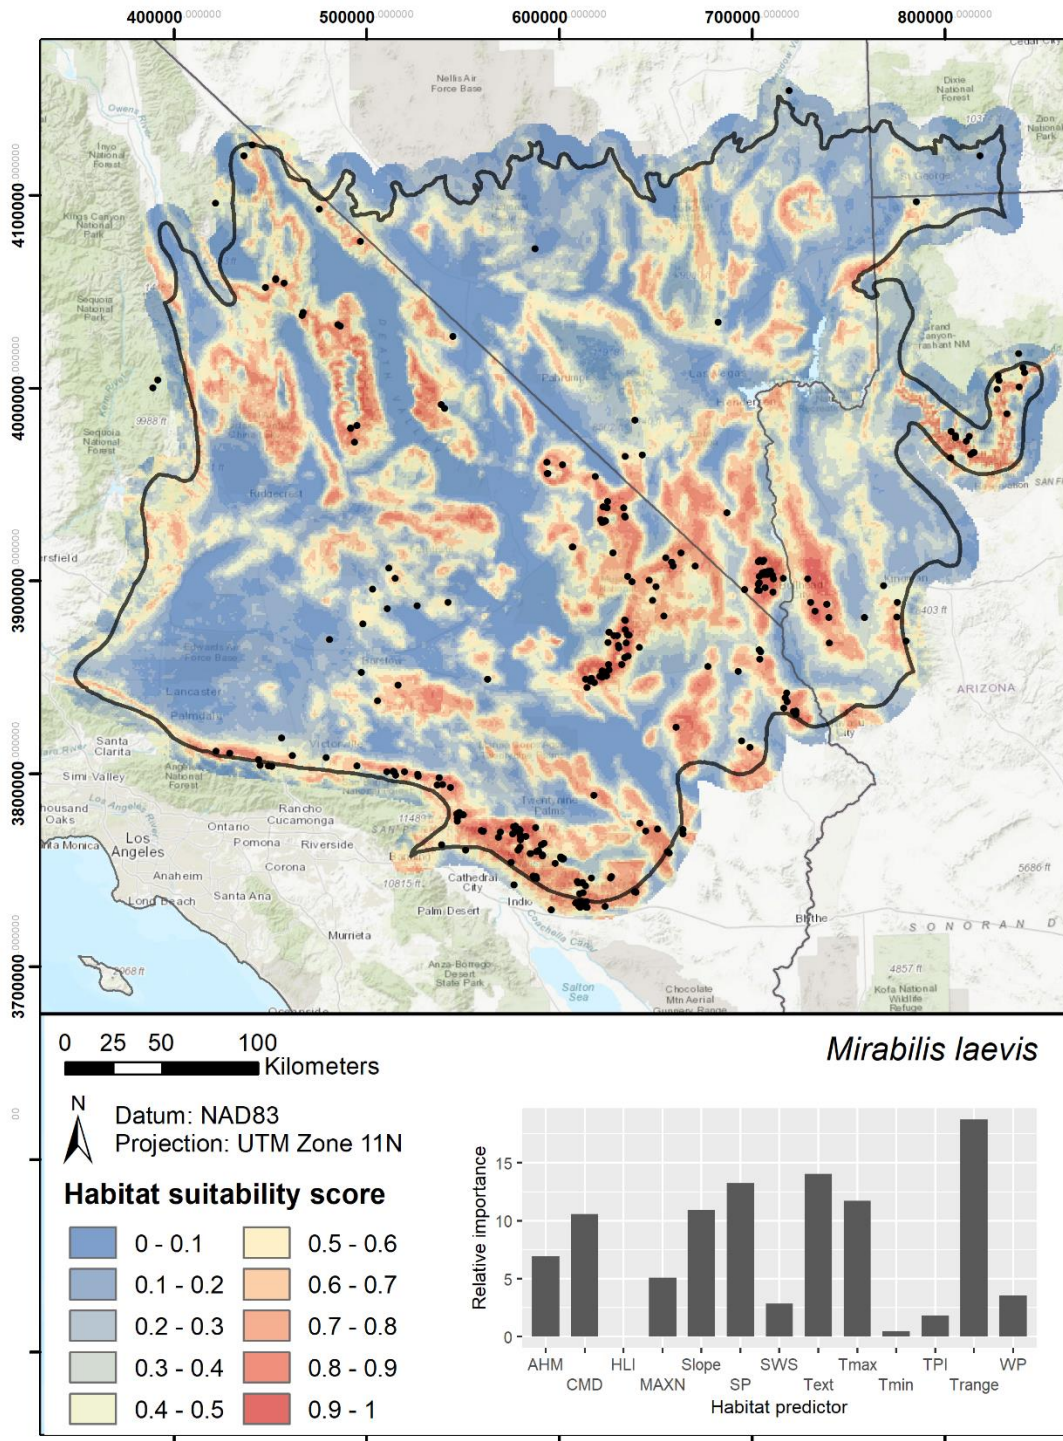 400000.000000 500000.000000 600000.000000 700000.000000 800000.000000
4100000.000000
4000000.000000
3900000.000000
3800000.000000
3700000.000000
Nellis Air
Force Base
Dixie
National
Forest
Zion
National
Park
Owens River
Inyo
National
Forest
Kings Canyon
National
Park
Sequoia
National
Park
Sequoia
National
Forest
9988 ft
Ridgecrest
Pahrump
Las Vegas
Henderson
St George
Grand
Canyon-
Parashant NM
Kingman
403 ft
ARIZONA
Edwards Air
Force Base
Barstow
Lancaster
Palmdale
Victorville
Santa
Clarita
Simi Valley
Angeles
National
Forest
Thousand
Oaks
Los Angeles
River
Santa Monica
Los
Angeles
Ontario
Pomona
Rancho
Cucamonga
Riverside
Corona
Anaheim
Long Beach
Santa Ana
Murrieta
Oceanside
2068 ft
Twentynine
Palms
10815 ft
Cathedral
City
Palm Desert
Indio
Coachella Canal
Anza-Borrego
Desert
State Park
Salton
Sea
Chocolate
Mtn Aerial
Gunnery Range
Blythe
5686 ft
SONORAN D
4857 ft
Kofa National
Wildlife
Refuge
0 25 50 100
Kilometers
N
Datum: NAD83
Projection: UTM Zone 11N
Habitat suitability score
0 - 0.1
0.1 - 0.2
0.2 - 0.3
0.3 - 0.4
0.4 - 0.5
0.5 - 0.6
0.6 - 0.7
0.7 - 0.8
0.8 - 0.9
0.9 - 1
Mirabilis laevis
Relative importance
15
10
5
0
AHM HLI Slope SWS Tmax TPI WP
CMD MAXN SP Text Tmin Trange
Habitat predictor